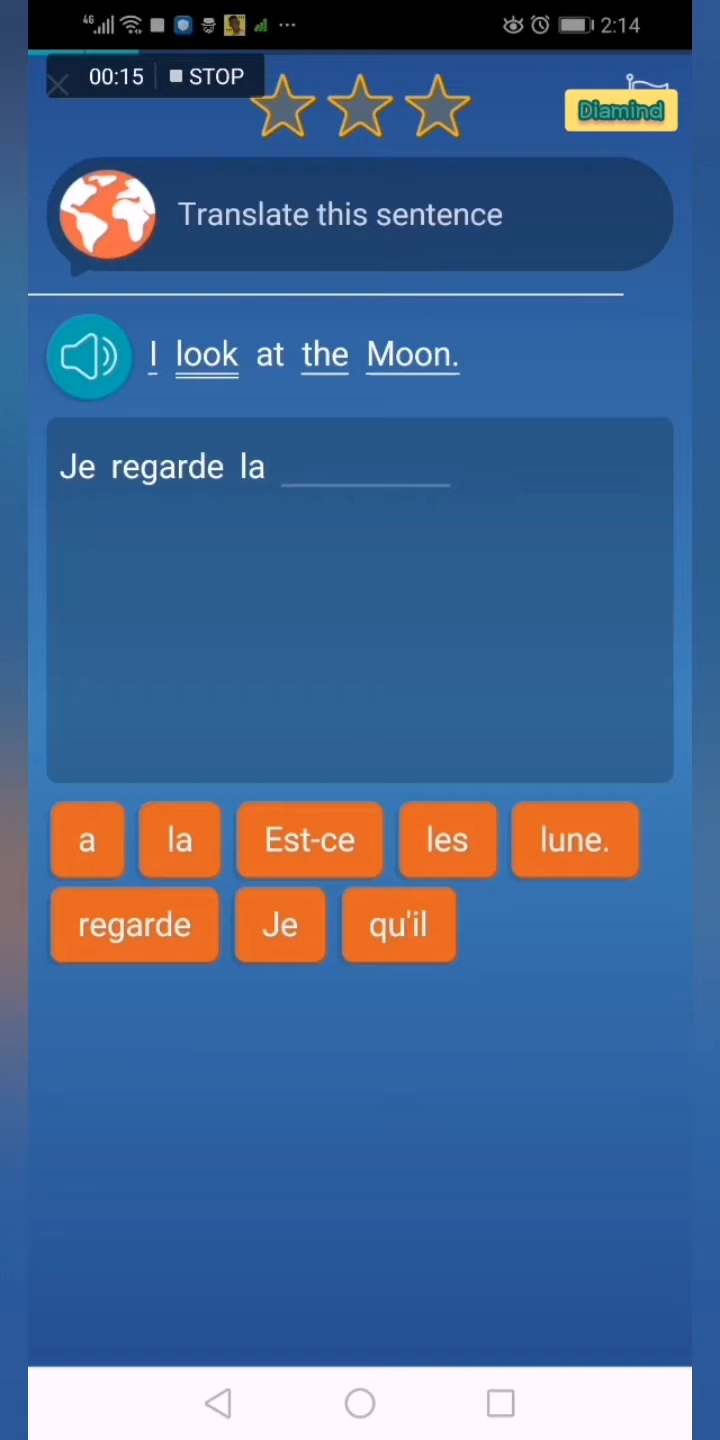 4G 2:14
00:15 STOP
Diamind
Translate this sentence
I look at the Moon.
Je regarde la
a la Est-ce les lune.
regarde Je qu'il